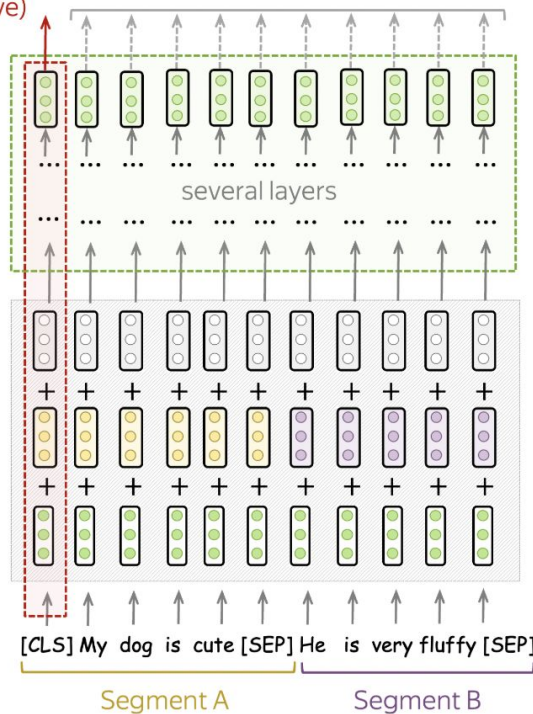 ... ... ... ... ... ... ... ... ... ... ...
several layers
... ... ... ... ... ... ... ... ... ... ...
+ + + + + + + + + + +
+ + + + + + + + + + +
[CLS] My dog is cute [SEP] He is very fluffy [SEP]
Segment A Segment B